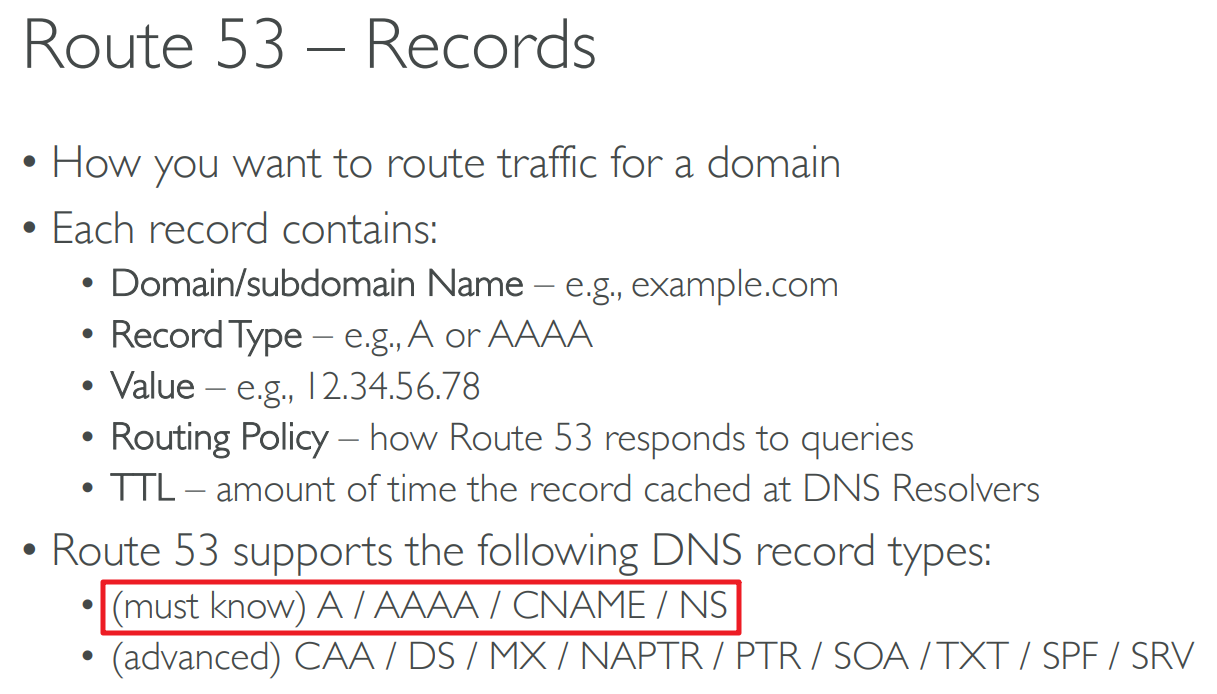 Route 53 – Records
• How you want to route traffic for a domain
• Each record contains:
• Domain/subdomain Name – e.g., example.com
• Record Type – e.g., A or AAAA
• Value – e.g., 12.34.56.78
• Routing Policy – how Route 53 responds to queries
• TTL – amount of time the record cached at DNS Resolvers
• Route 53 supports the following DNS record types:
• (must know) A / AAAA / CNAME / NS
• (advanced) CAA / DS / MX / NAPTR / PTR / SOA / TXT / SPF / SRV